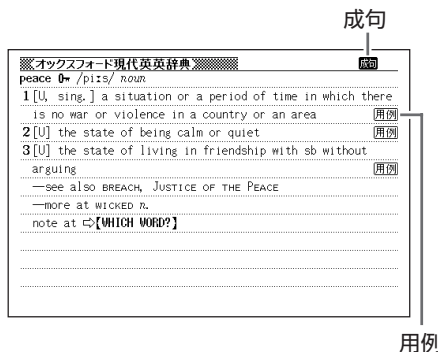 成句
オックスフォード現代英英辞典 成句
peace /piːs/ noun
1 [U, sing.] a situation or a period of time in which there
is no war or violence in a country or an area 用例
2 [U] the state of being calm or quiet 用例
3 [U] the state of living in friendship with sb without
arguing 用例
—see also BREACH, JUSTICE OF THE PEACE
—more at WICKED n.
note at ⇨【WHICH WORD?】
用例